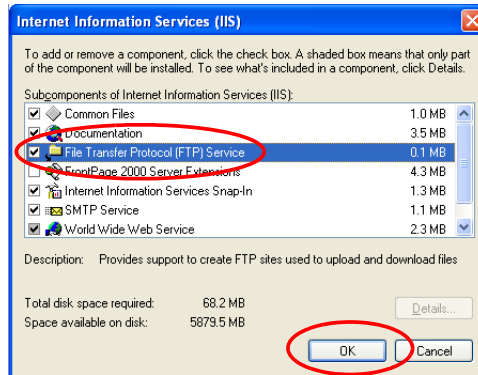 Internet Information Services (IIS)
To add or remove a component, click the check box. A shaded box means that only part
of the component will be installed. To see what's included in a component, click Details.
Subcomponents of Internet Information Services (IIS):
Common Files 1.0 MB
Documentation 3.5 MB
File Transfer Protocol (FTP) Service 0.1 MB
FrontPage 2000 Server Extensions 4.3 MB
Internet Information Services Snap-In 1.3 MB
SMTP Service 1.1 MB
World Wide Web Service 2.3 MB
Description: Provides support to create FTP sites used to upload and download files
Total disk space required: 68.2 MB
Details...
Space available on disk: 5879.5 MB
OK Cancel